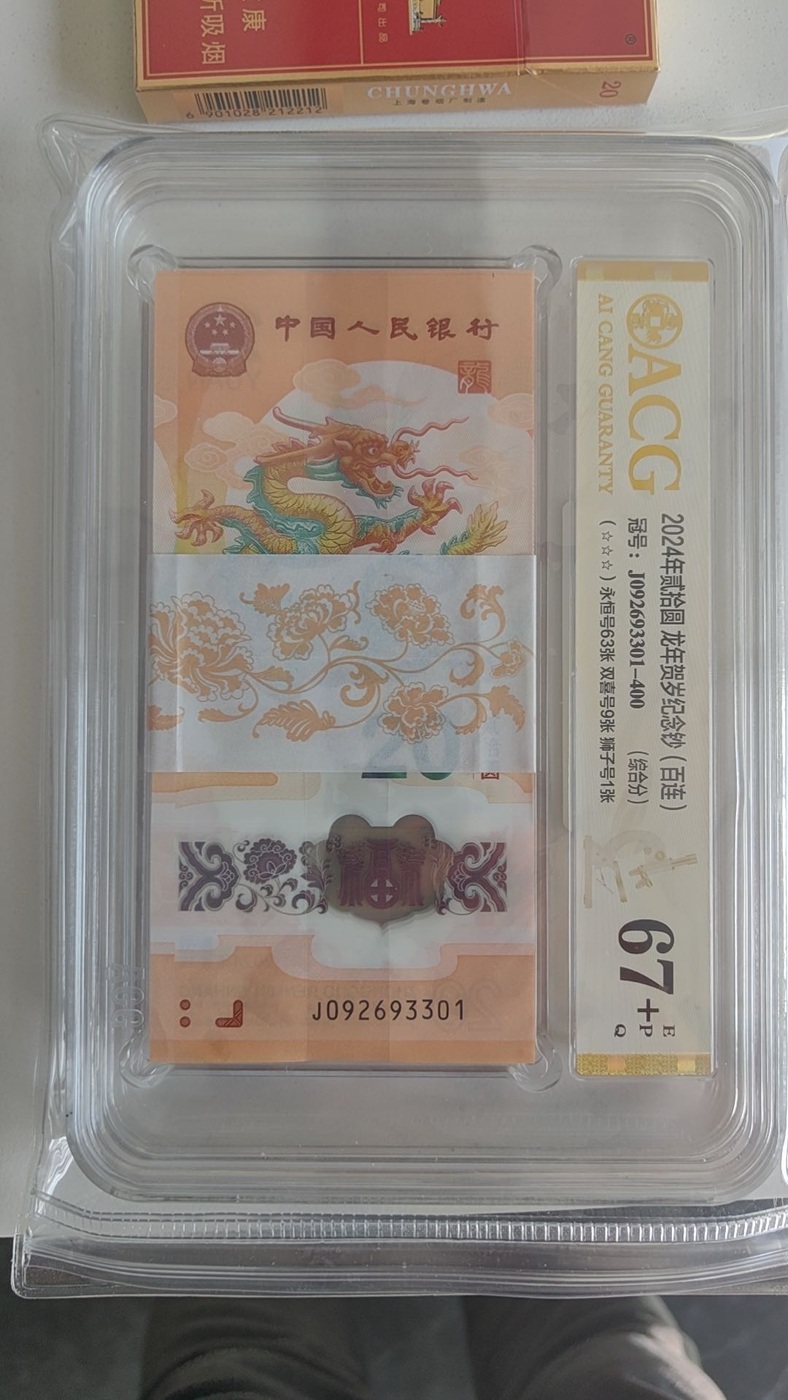 康
所吸烟
CHUNGHWA
上海卷烟厂制造
6 901028 212212
20
®
中国人民银行
龍
20
J092693301
ACG
AI CANG GUARANTY
2024年贰拾圆 龙年贺岁纪念钞（百连）
冠号：J092693301-400 （综合分）
（☆☆☆）永恒号63张 双喜号9张 狮子号1张
67+
E
P
Q